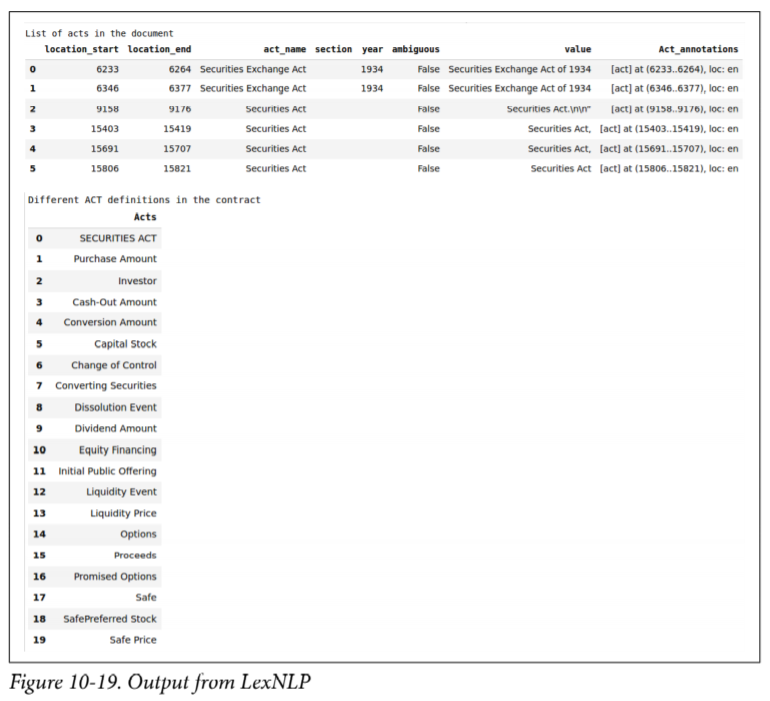 List of acts in the document
location_start location_end act_name section year ambiguous value Act_annotations
0 6233 6264 Securities Exchange Act 1934 False Securities Exchange Act of 1934 [act] at (6233..6264), loc: en
1 6346 6377 Securities Exchange Act 1934 False Securities Exchange Act of 1934 [act] at (6346..6377), loc: en
2 9158 9176 Securities Act False Securities Act.\n\n" [act] at (9158..9176), loc: en
3 15403 15419 Securities Act False Securities Act, [act] at (15403..15419), loc: en
4 15691 15707 Securities Act False Securities Act, [act] at (15691..15707), loc: en
5 15806 15821 Securities Act False Securities Act [act] at (15806..15821), loc: en
Different ACT definitions in the contract
Acts
0 SECURITIES ACT
1 Purchase Amount
2 Investor
3 Cash-Out Amount
4 Conversion Amount
5 Capital Stock
6 Change of Control
7 Converting Securities
8 Dissolution Event
9 Dividend Amount
10 Equity Financing
11 Initial Public Offering
12 Liquidity Event
13 Liquidity Price
14 Options
15 Proceeds
16 Promised Options
17 Safe
18 SafePreferred Stock
19 Safe Price
Figure 10-19. Output from LexNLP